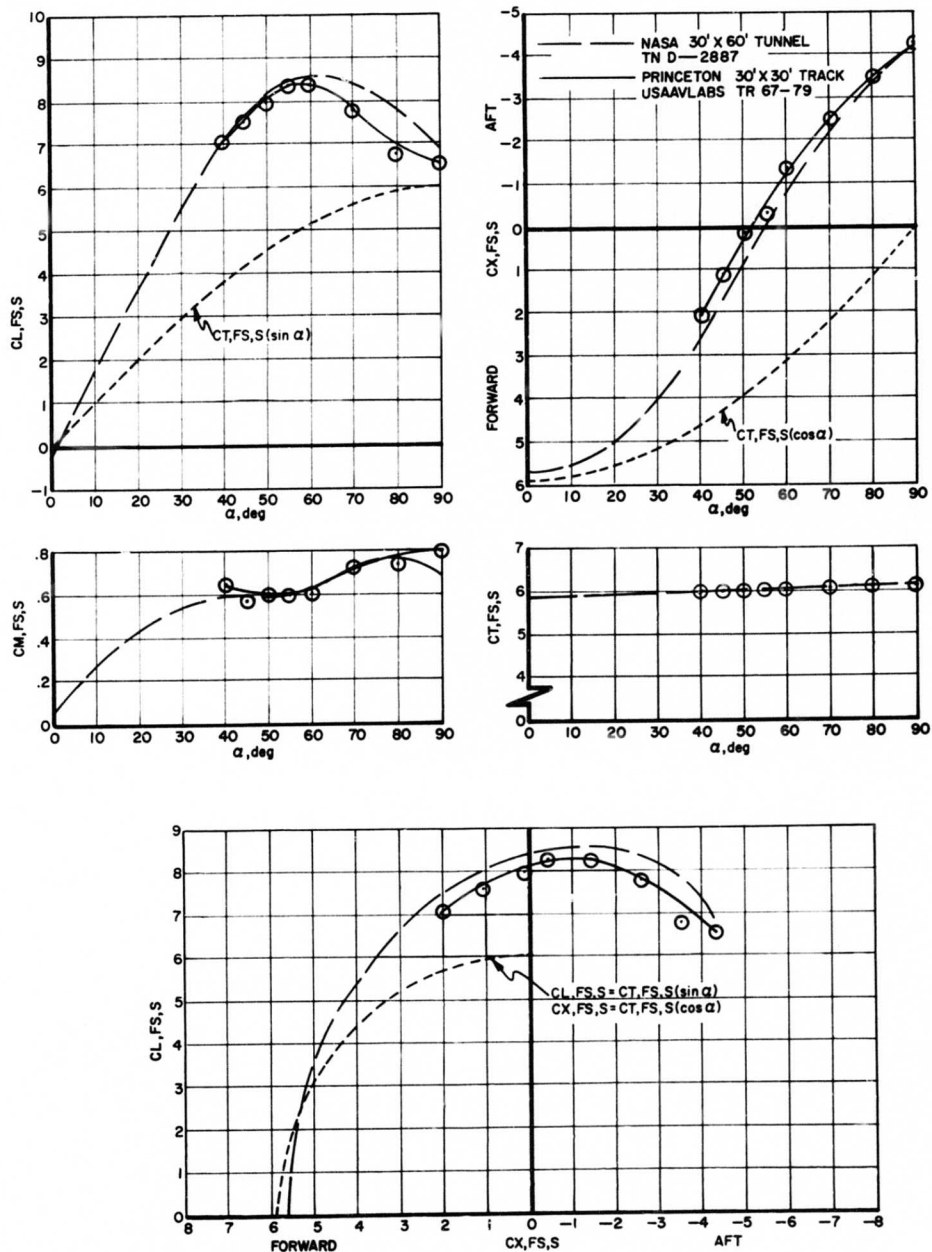 10
9
8
7
6
5
4
3
2
1
0
-1
CL,FS,S
CT,FS,S (sin α)
0 10 20 30 40 50 60 70 80 90
α, deg
-5
-4
-3
-2
-1
0
1
2
3
4
5
6
AFT
CX,FS,S
FORWARD
NASA 30' X 60' TUNNEL
TN D—2887
PRINCETON 30' X 30' TRACK
USAAVLABS TR 67-79
CT,FS,S (cos α)
0 10 20 30 40 50 60 70 80 90
α, deg
.8
.6
.4
.2
0
CM,FS,S
0 10 20 30 40 50 60 70 80 90
α, deg
7
6
5
4
0
CT,FS,S
0 10 20 30 40 50 60 70 80 90
α, deg
9
8
7
6
5
4
3
2
1
0
CL,FS,S
CL,FS,S = CT,FS,S (sin α)
CX,FS,S = CT,FS,S (cos α)
8 7 6 5 4 3 2 1 0 -1 -2 -3 -4 -5 -6 -7 -8
FORWARD CX,FS,S AFT